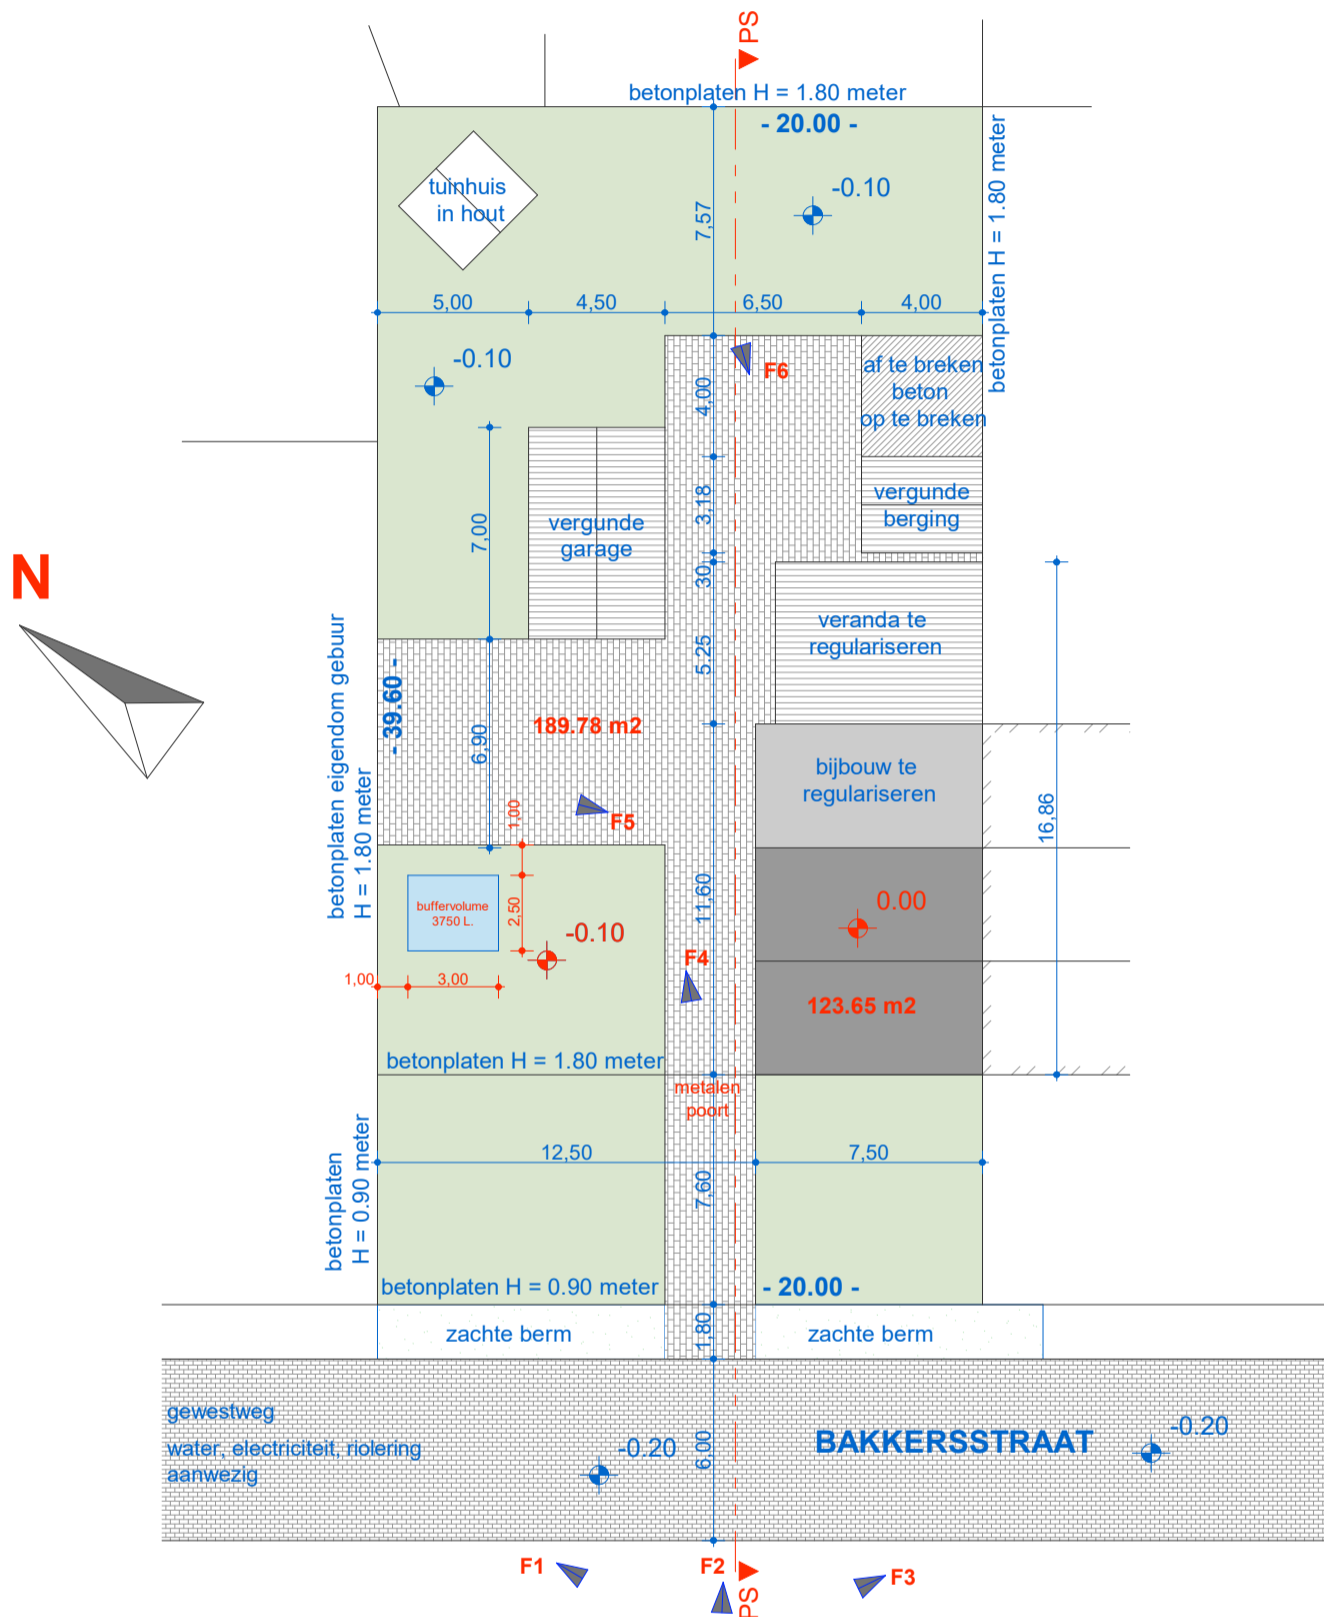 PS
betonplaten H = 1.80 meter
- 20.00 -
betonplaten H = 1.80 meter
tuinhuis
in hout
-0.10
7,57
5,00
4,50
6,50
4,00
-0.10
F6
4,00
af te breken
beton
op te breken
7,00
vergunde
garage
3,18
vergunde
berging
N
30
veranda te
regulariseren
5.25
betonplaten eigendom gebuur
H = 1.80 meter
- 39.60 -
6,90
189.78 m2
bijbouw te
regulariseren
16,86
1,00
F5
buffervolume
3750 L.
2,50
-0.10
11,60
0.00
F4
1,00
3,00
123.65 m2
betonplaten H = 1.80 meter
metalen
poort
betonplaten
H = 0.90 meter
12,50
7,50
7,60
betonplaten H = 0.90 meter
- 20.00 -
zachte berm
1,80
zachte berm
gewestweg
water, electriciteit, riolering
aanwezig
-0.20
6,00
BAKKERSSTRAAT
-0.20
F1
F2
PS
F3